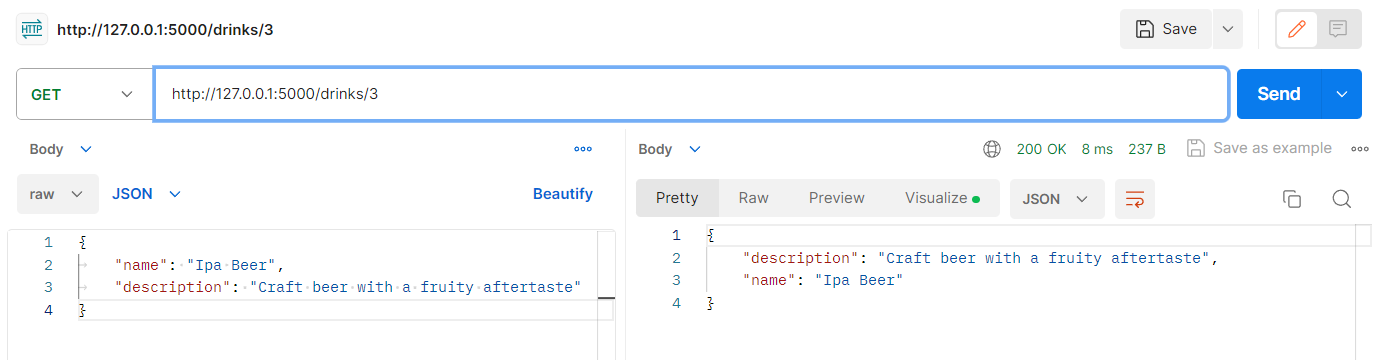 HTTP http://127.0.0.1:5000/drinks/3 Save
GET http://127.0.0.1:5000/drinks/3 Send
Body Body 200 OK 8 ms 237 B Save as example
raw JSON Beautify Pretty Raw Preview Visualize JSON
1 {
2 "name": "Ipa Beer",
3 "description": "Craft beer with a fruity aftertaste"
4 }
1 {
2 "description": "Craft beer with a fruity aftertaste",
3 "name": "Ipa Beer"
4 }